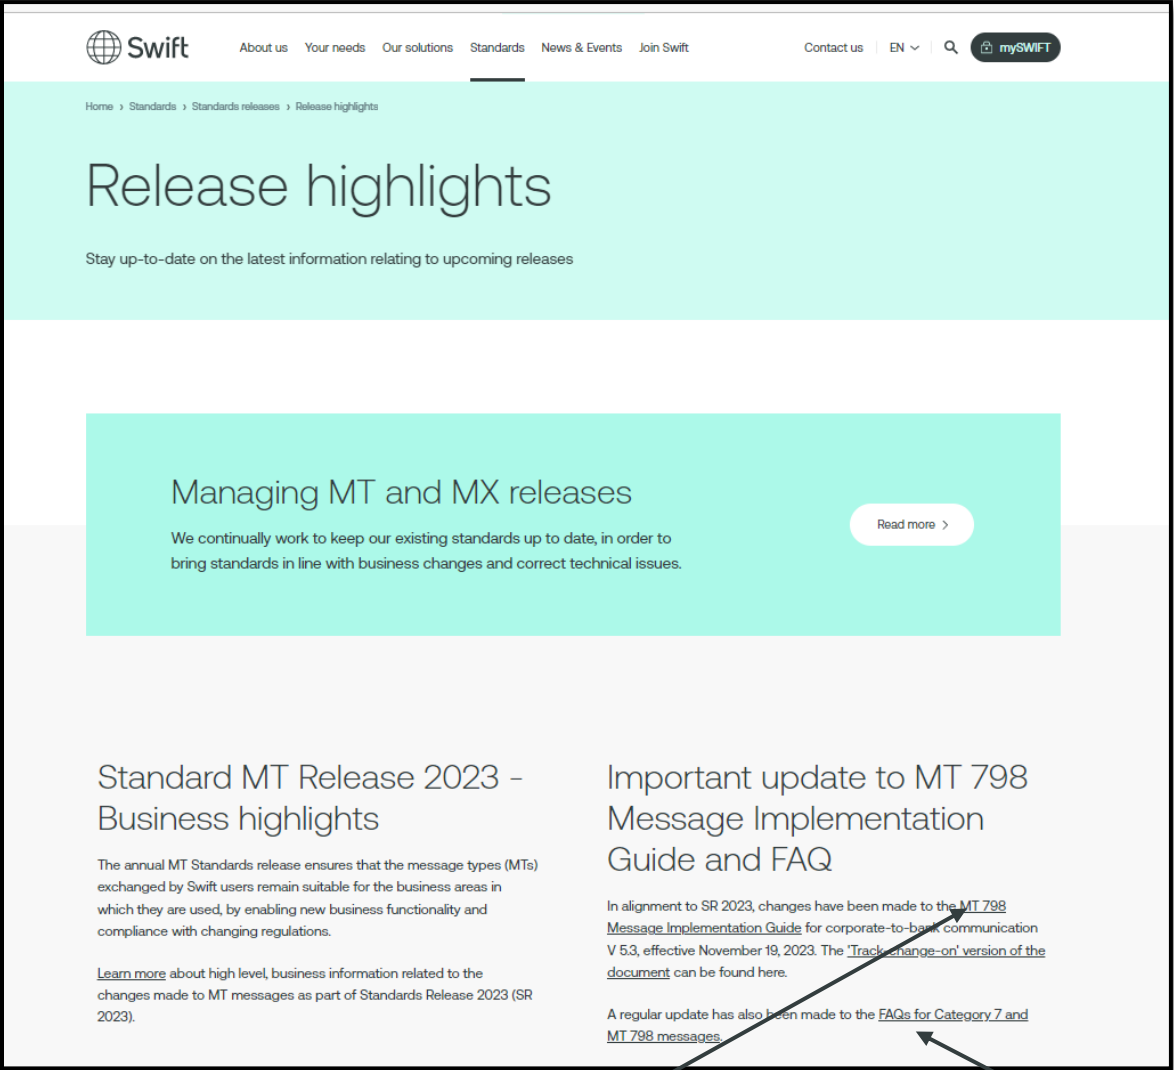 Swift
About us Your needs Our solutions Standards News & Events Join Swift Contact us EN mySWIFT
Home › Standards › Standards releases › Release highlights
Release highlights
Stay up-to-date on the latest information relating to upcoming releases
Managing MT and MX releases
We continually work to keep our existing standards up to date, in order to
bring standards in line with business changes and correct technical issues.
Read more >
Standard MT Release 2023 -
Business highlights
The annual MT Standards release ensures that the message types (MTs)
exchanged by Swift users remain suitable for the business areas in
which they are used, by enabling new business functionality and
compliance with changing regulations.
Learn more about high level, business information related to the
changes made to MT messages as part of Standards Release 2023 (SR
2023).
Important update to MT 798
Message Implementation
Guide and FAQ
In alignment to SR 2023, changes have been made to the MT 798
Message Implementation Guide for corporate-to-bank communication
V 5.3, effective November 19, 2023. The 'Track-change-on' version of the
document can be found here.
A regular update has also been made to the FAQs for Category 7 and
MT 798 messages.